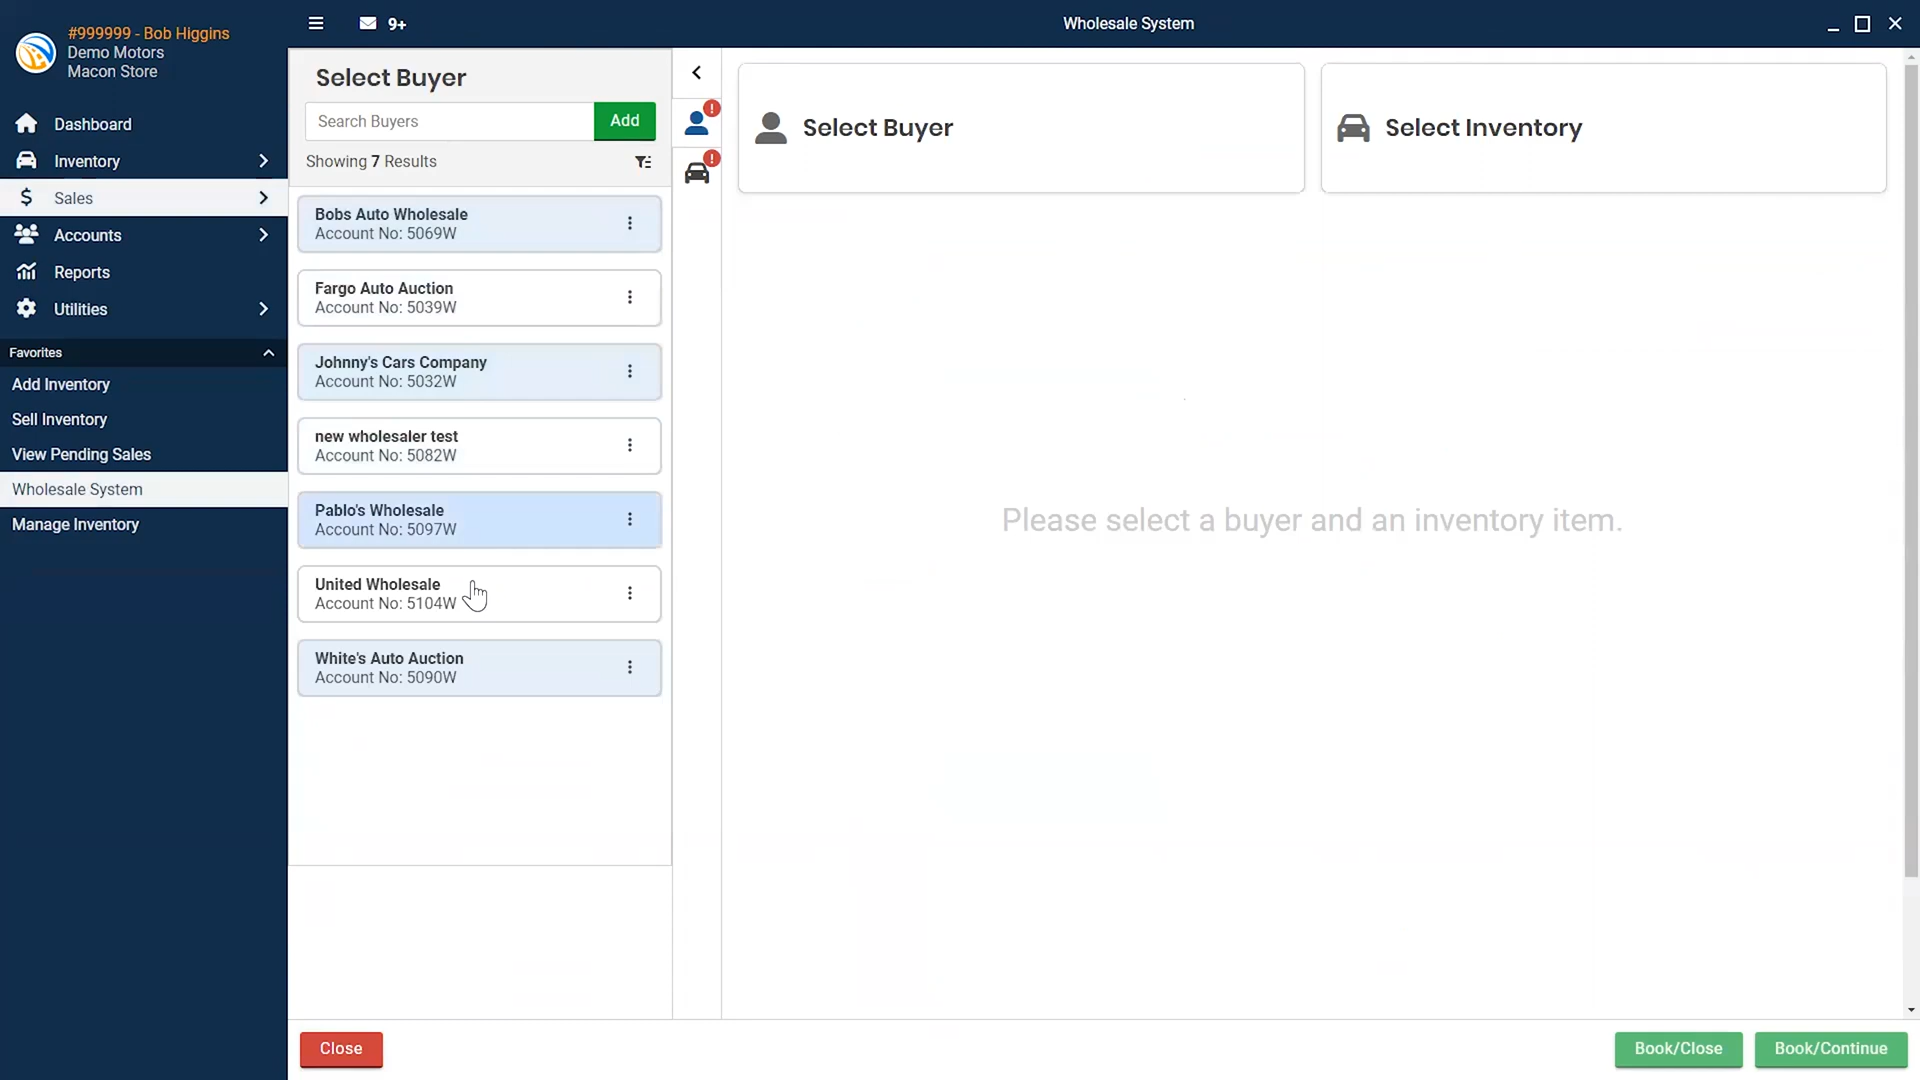 #999999 - Bob Higgins
Demo Motors
Macon Store
Dashboard
Inventory
Sales
Accounts
Reports
Utilities
Favorites
Add Inventory
Sell Inventory
View Pending Sales
Wholesale System
Manage Inventory
9+
Wholesale System
Select Buyer
Search Buyers
Add
Showing 7 Results
Bobs Auto Wholesale
Account No: 5069W
Fargo Auto Auction
Account No: 5039W
Johnny's Cars Company
Account No: 5032W
new wholesaler test
Account No: 5082W
Pablo's Wholesale
Account No: 5097W
United Wholesale
Account No: 5104W
White's Auto Auction
Account No: 5090W
!
!
Select Buyer
Select Inventory
Please select a buyer and an inventory item.
Close
Book/Close
Book/Continue